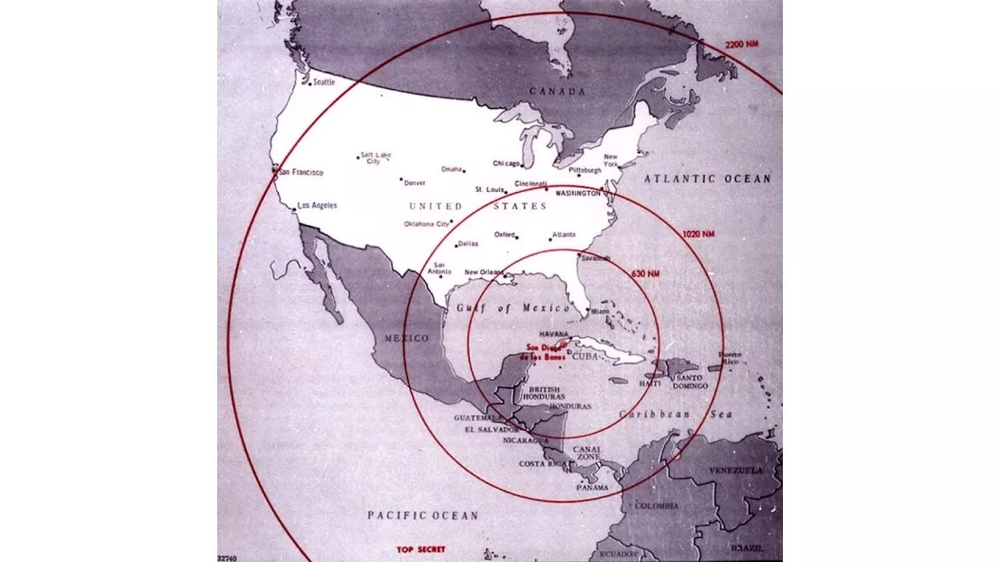 2200 NM
Seattle
CANADA
Salt Lake
City
New
York
Omaha
Chicago
Pittsburgh
San Francisco
ATLANTIC OCEAN
Denver
Cincinnati
St. Louis
WASHINGTON
UNITED STATES
Los Angeles
Oklahoma City
Oxford
Atlanta
1020 NM
Dallas
Savannah
San
Antonio
New Orleans
630 NM
Gulf of Mexico
Miami
HAVANA
MEXICO
San Diego
de los Banos
CUBA
Puerto
Rico
HAITI
SANTO
DOMINGO
BRITISH
HONDURAS
HONDURAS
Caribbean Sea
GUATEMALA
EL SALVADOR
NICARAGUA
CANAL
ZONE
COSTA RICA
VENEZUELA
PANAMA
COLOMBIA
PACIFIC OCEAN
TOP SECRET
BRAZIL
ECUADOR
32740